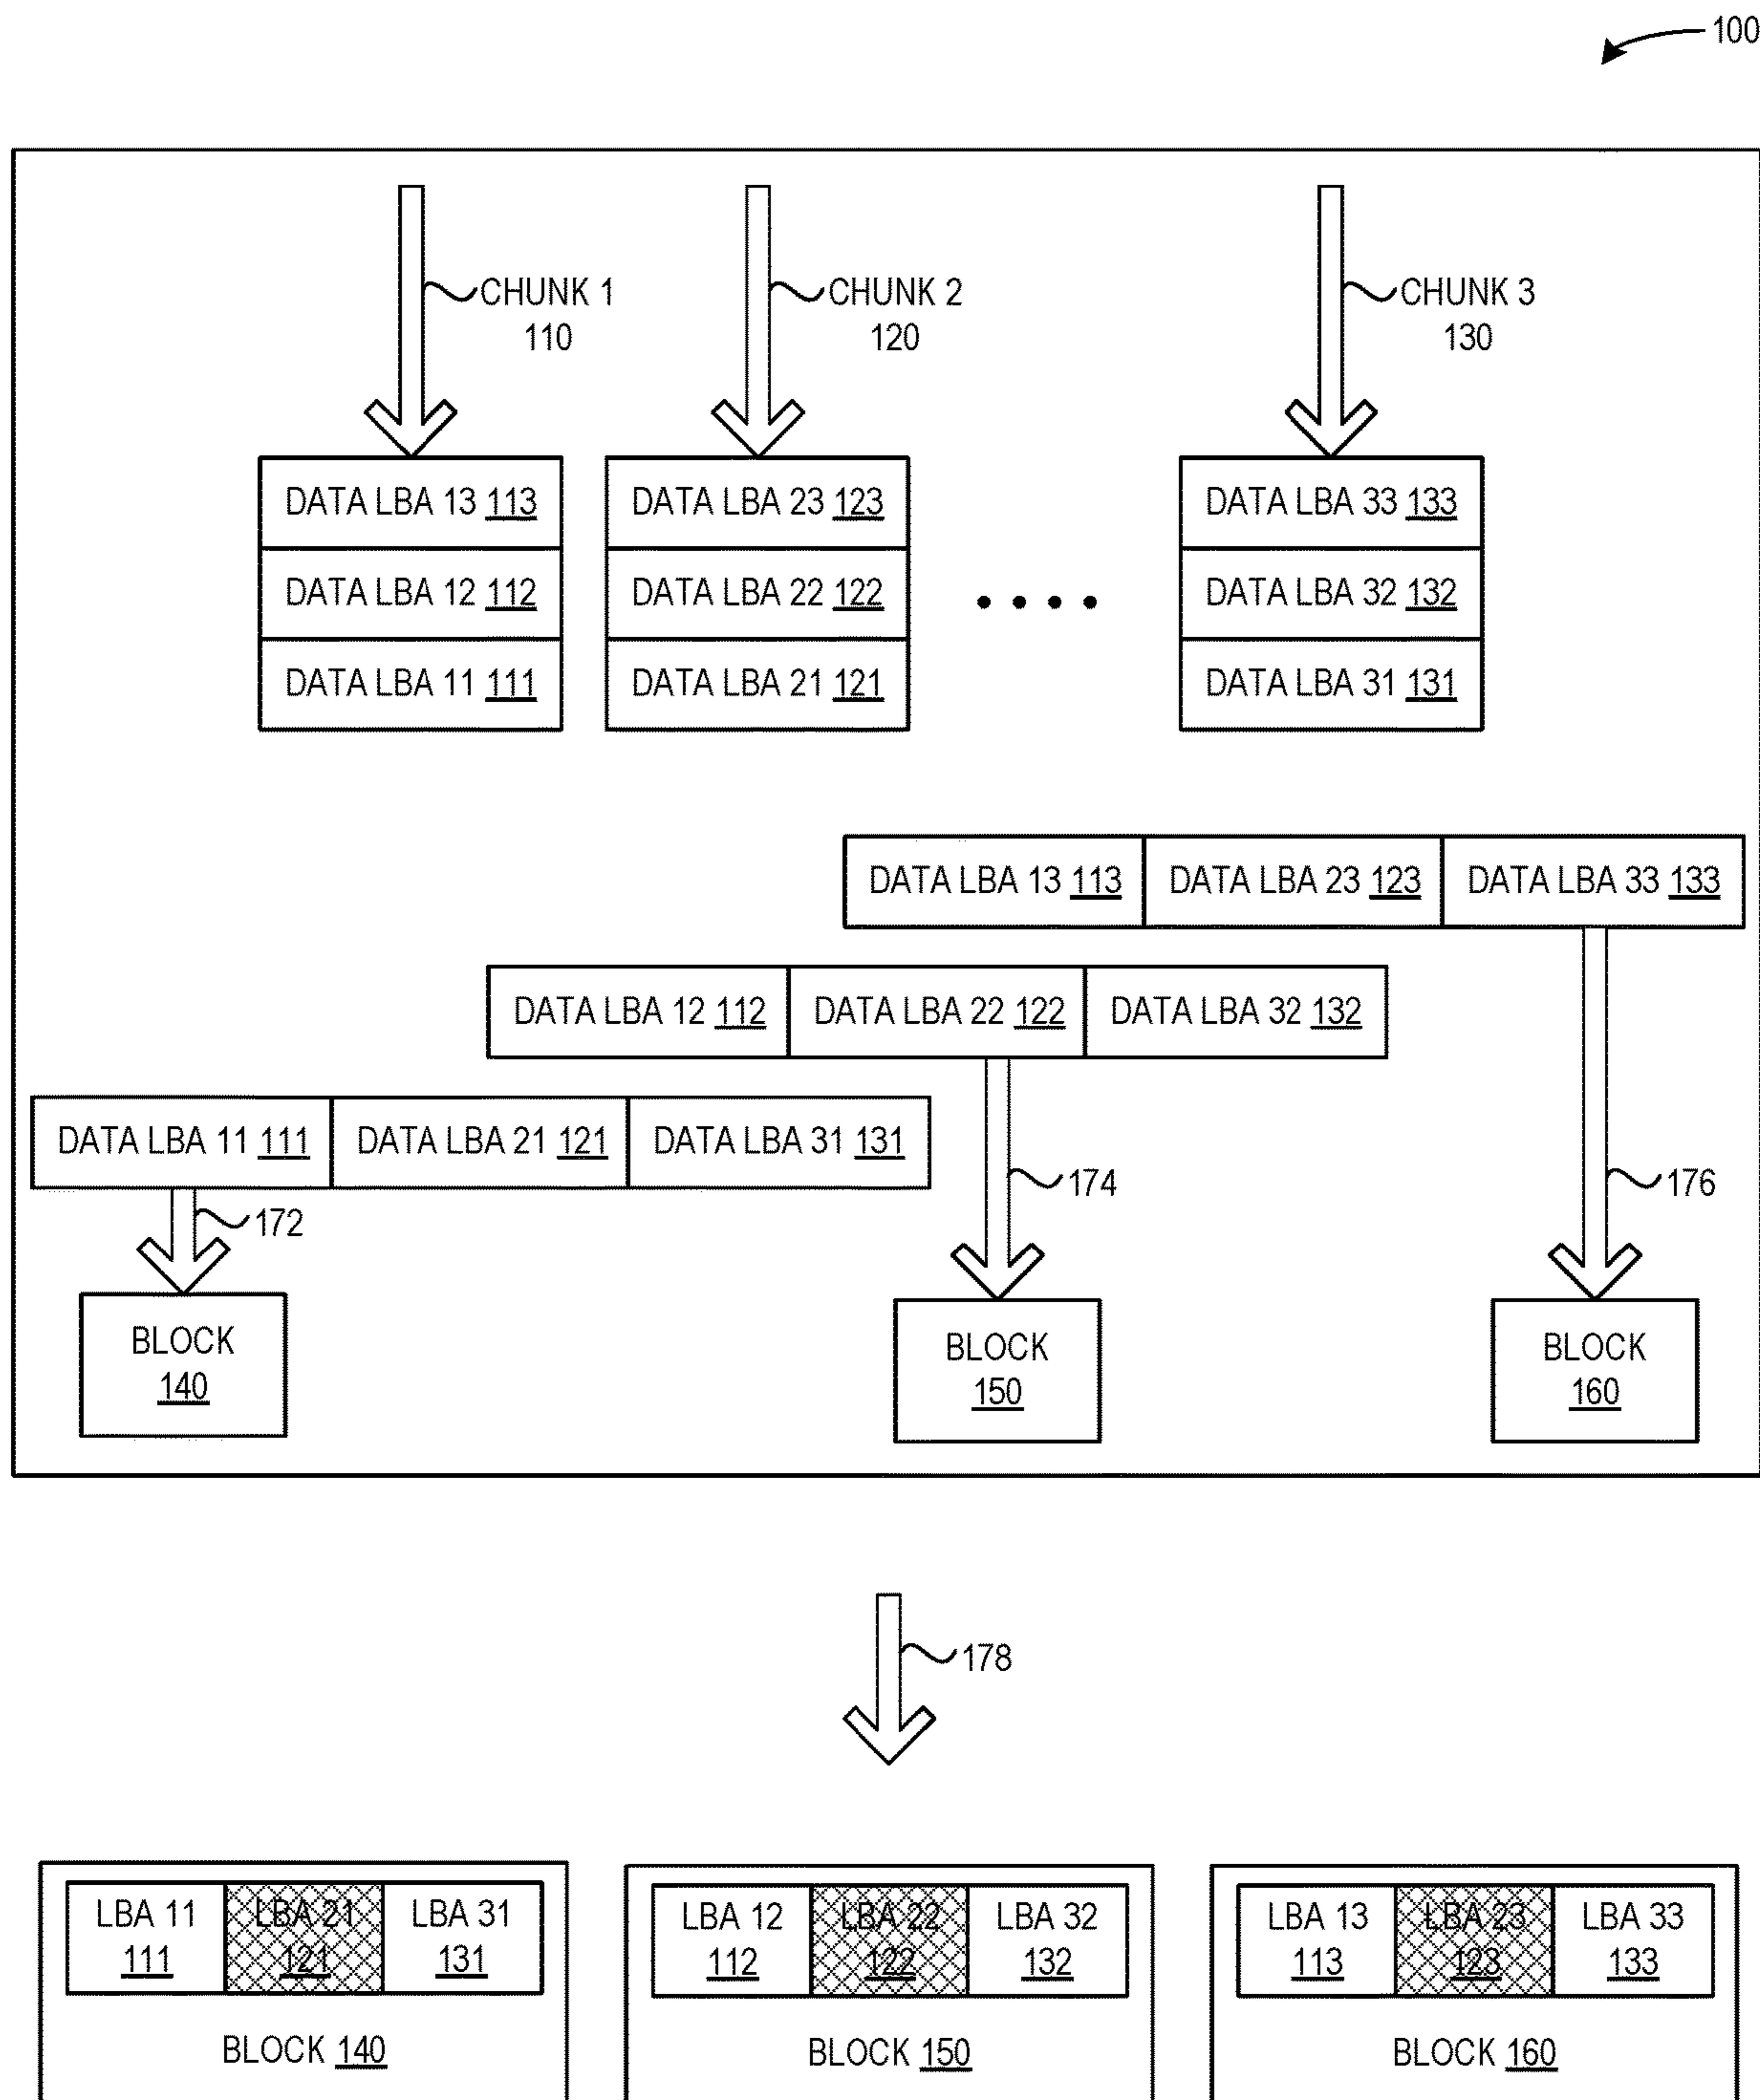 100
CHUNK 1
110
CHUNK 2
120
CHUNK 3
130
DATA LBA 13 113
DATA LBA 12 112
DATA LBA 11 111
DATA LBA 23 123
DATA LBA 22 122
DATA LBA 21 121
DATA LBA 33 133
DATA LBA 32 132
DATA LBA 31 131
DATA LBA 13 113 DATA LBA 23 123 DATA LBA 33 133
DATA LBA 12 112 DATA LBA 22 122 DATA LBA 32 132
DATA LBA 11 111 DATA LBA 21 121 DATA LBA 31 131
172
174
176
BLOCK
140
BLOCK
150
BLOCK
160
178
LBA 11
111
LBA 21
121
LBA 31
131
BLOCK 140
LBA 12
112
LBA 22
122
LBA 32
132
BLOCK 150
LBA 13
113
LBA 23
123
LBA 33
133
BLOCK 160